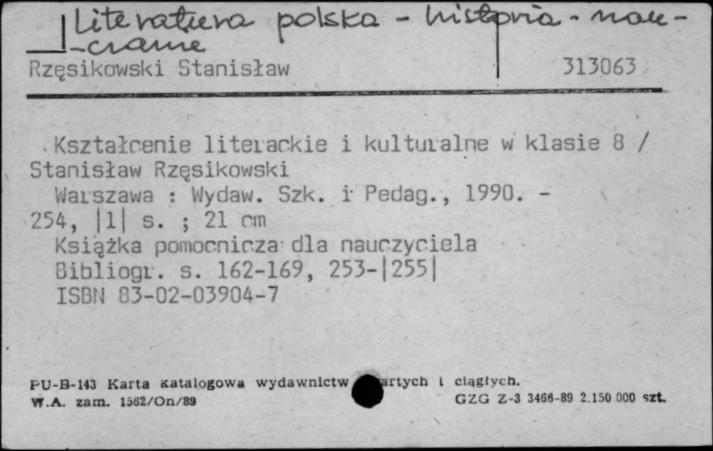 Literatura polska - historia - nau-
-czanie
Rzęsikowski Stanisław 313063
Kształcenie literackie i kulturalne w klasie 8 /
Stanisław Rzęsikowski
Warszawa : Wydaw. Szk. i Pedag., 1990. -
254, |1| s. ; 21 cm
Książka pomocnicza dla nauczyciela
Bibliogr. s. 162-169, 253-|255|
ISBN 83-02-03904-7
PU-B-143 Karta katalogowa wydawnictw artych i ciągłych.
W.A. zam. 1562/On/89 GZG Z-3 3466-89 2.150.000 szt.